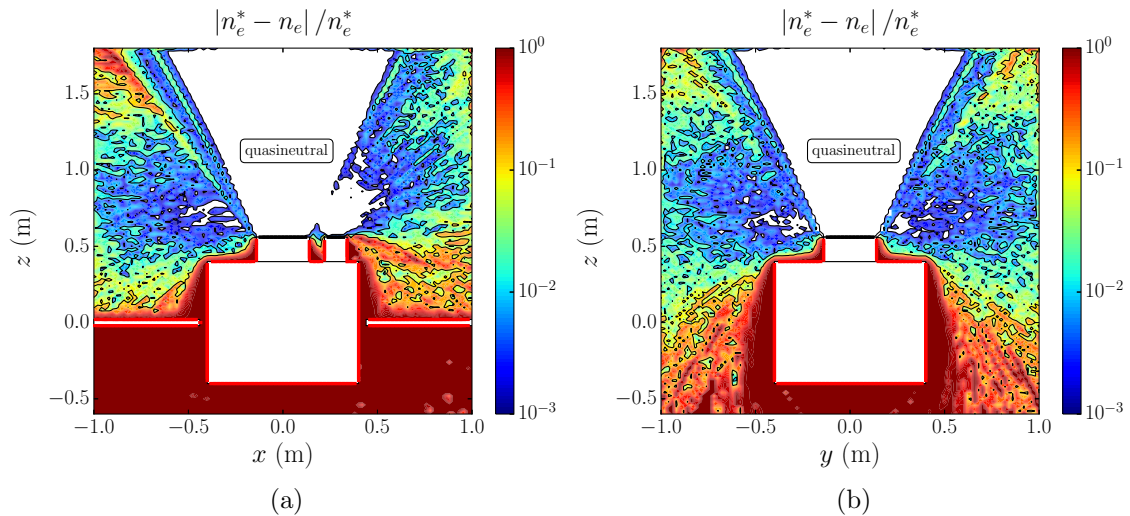 |n_e^* − n_e| /n_e^*
10^0
1.5
quasineutral
10^−1
1.0
z (m)
0.5
10^−2
0.0
−0.5
10^−3
−1.0 −0.5 0.0 0.5 1.0
x (m)
(a)
|n_e^* − n_e| /n_e^*
10^0
1.5
quasineutral
10^−1
1.0
z (m)
0.5
10^−2
0.0
−0.5
10^−3
−1.0 −0.5 0.0 0.5 1.0
y (m)
(b)